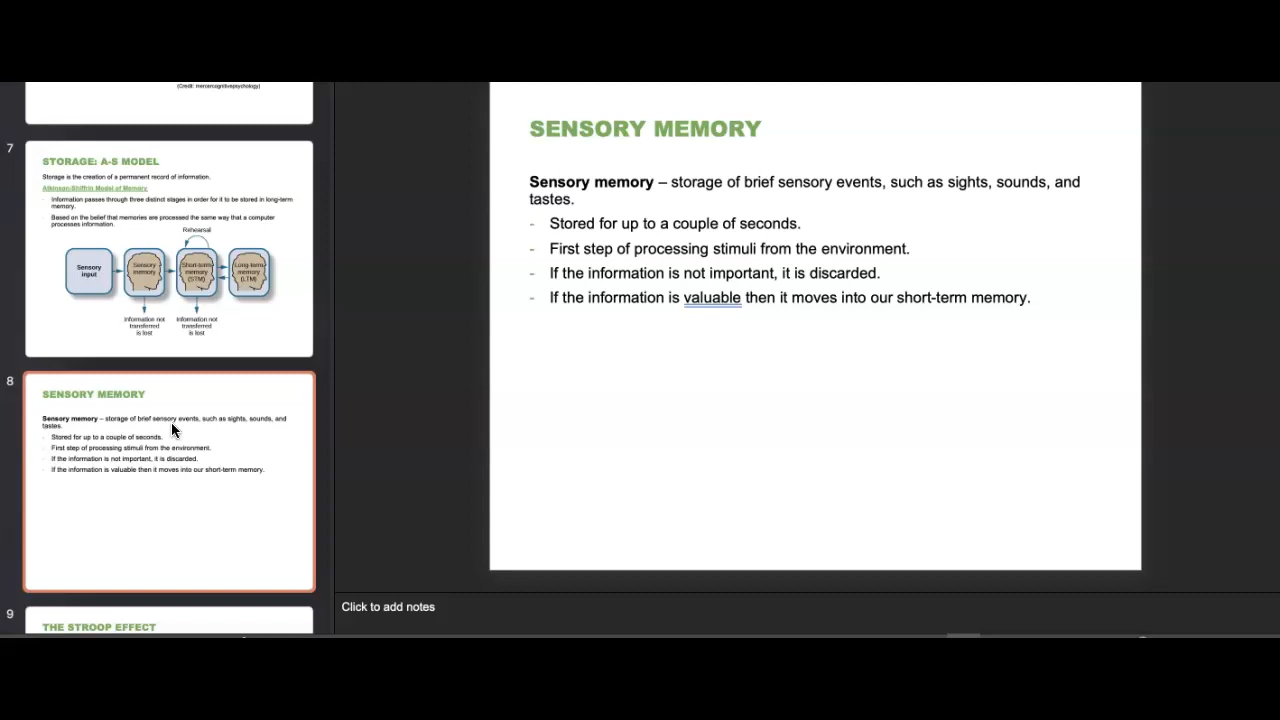 (Credit: mercercognitivepsychology)
7
STORAGE: A-S MODEL
Storage is the creation of a permanent record of information.
Atkinson-Shiffrin Model of Memory
Information passes through three distinct stages in order for it to be stored in long-term
memory.
Based on the belief that memories are processed the same way that a computer
processes information.
Rehearsal
Sensory
input
Sensory
memory
Short-term
memory
(STM)
Long-term
memory
(LTM)
Information not
transferred
is lost
Information not
transferred
is lost
8
SENSORY MEMORY
Sensory memory – storage of brief sensory events, such as sights, sounds, and
tastes.
Stored for up to a couple of seconds.
First step of processing stimuli from the environment.
If the information is not important, it is discarded.
If the information is valuable then it moves into our short-term memory.
9
THE STROOP EFFECT
SENSORY MEMORY
Sensory memory – storage of brief sensory events, such as sights, sounds, and
tastes.
- Stored for up to a couple of seconds.
- First step of processing stimuli from the environment.
- If the information is not important, it is discarded.
- If the information is valuable then it moves into our short-term memory.
Click to add notes